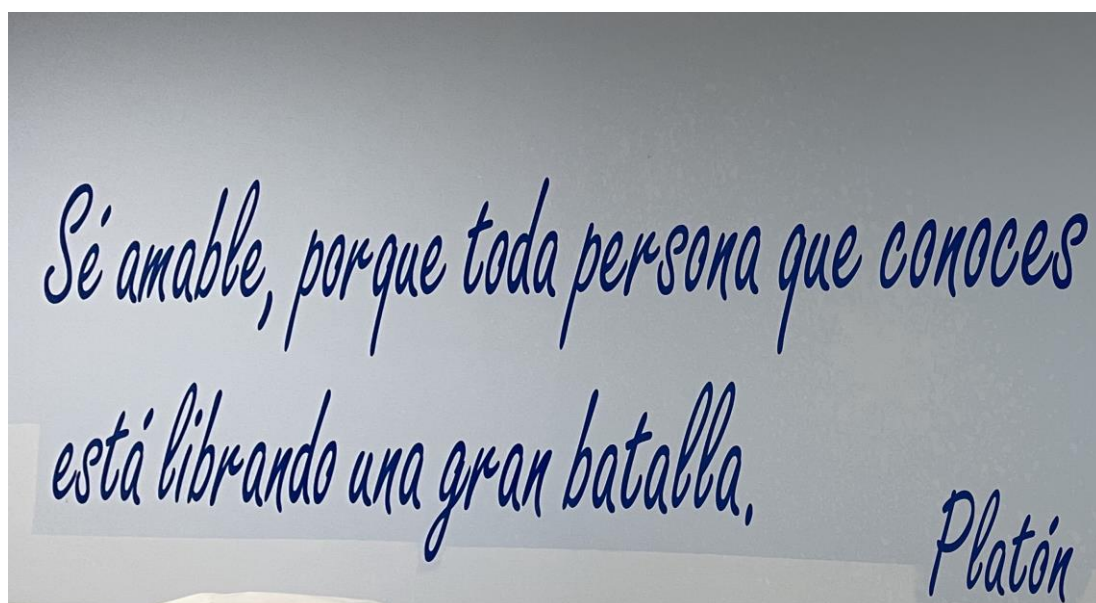 Sé amable, porque toda persona que conoces
está librando una gran batalla.
Platón